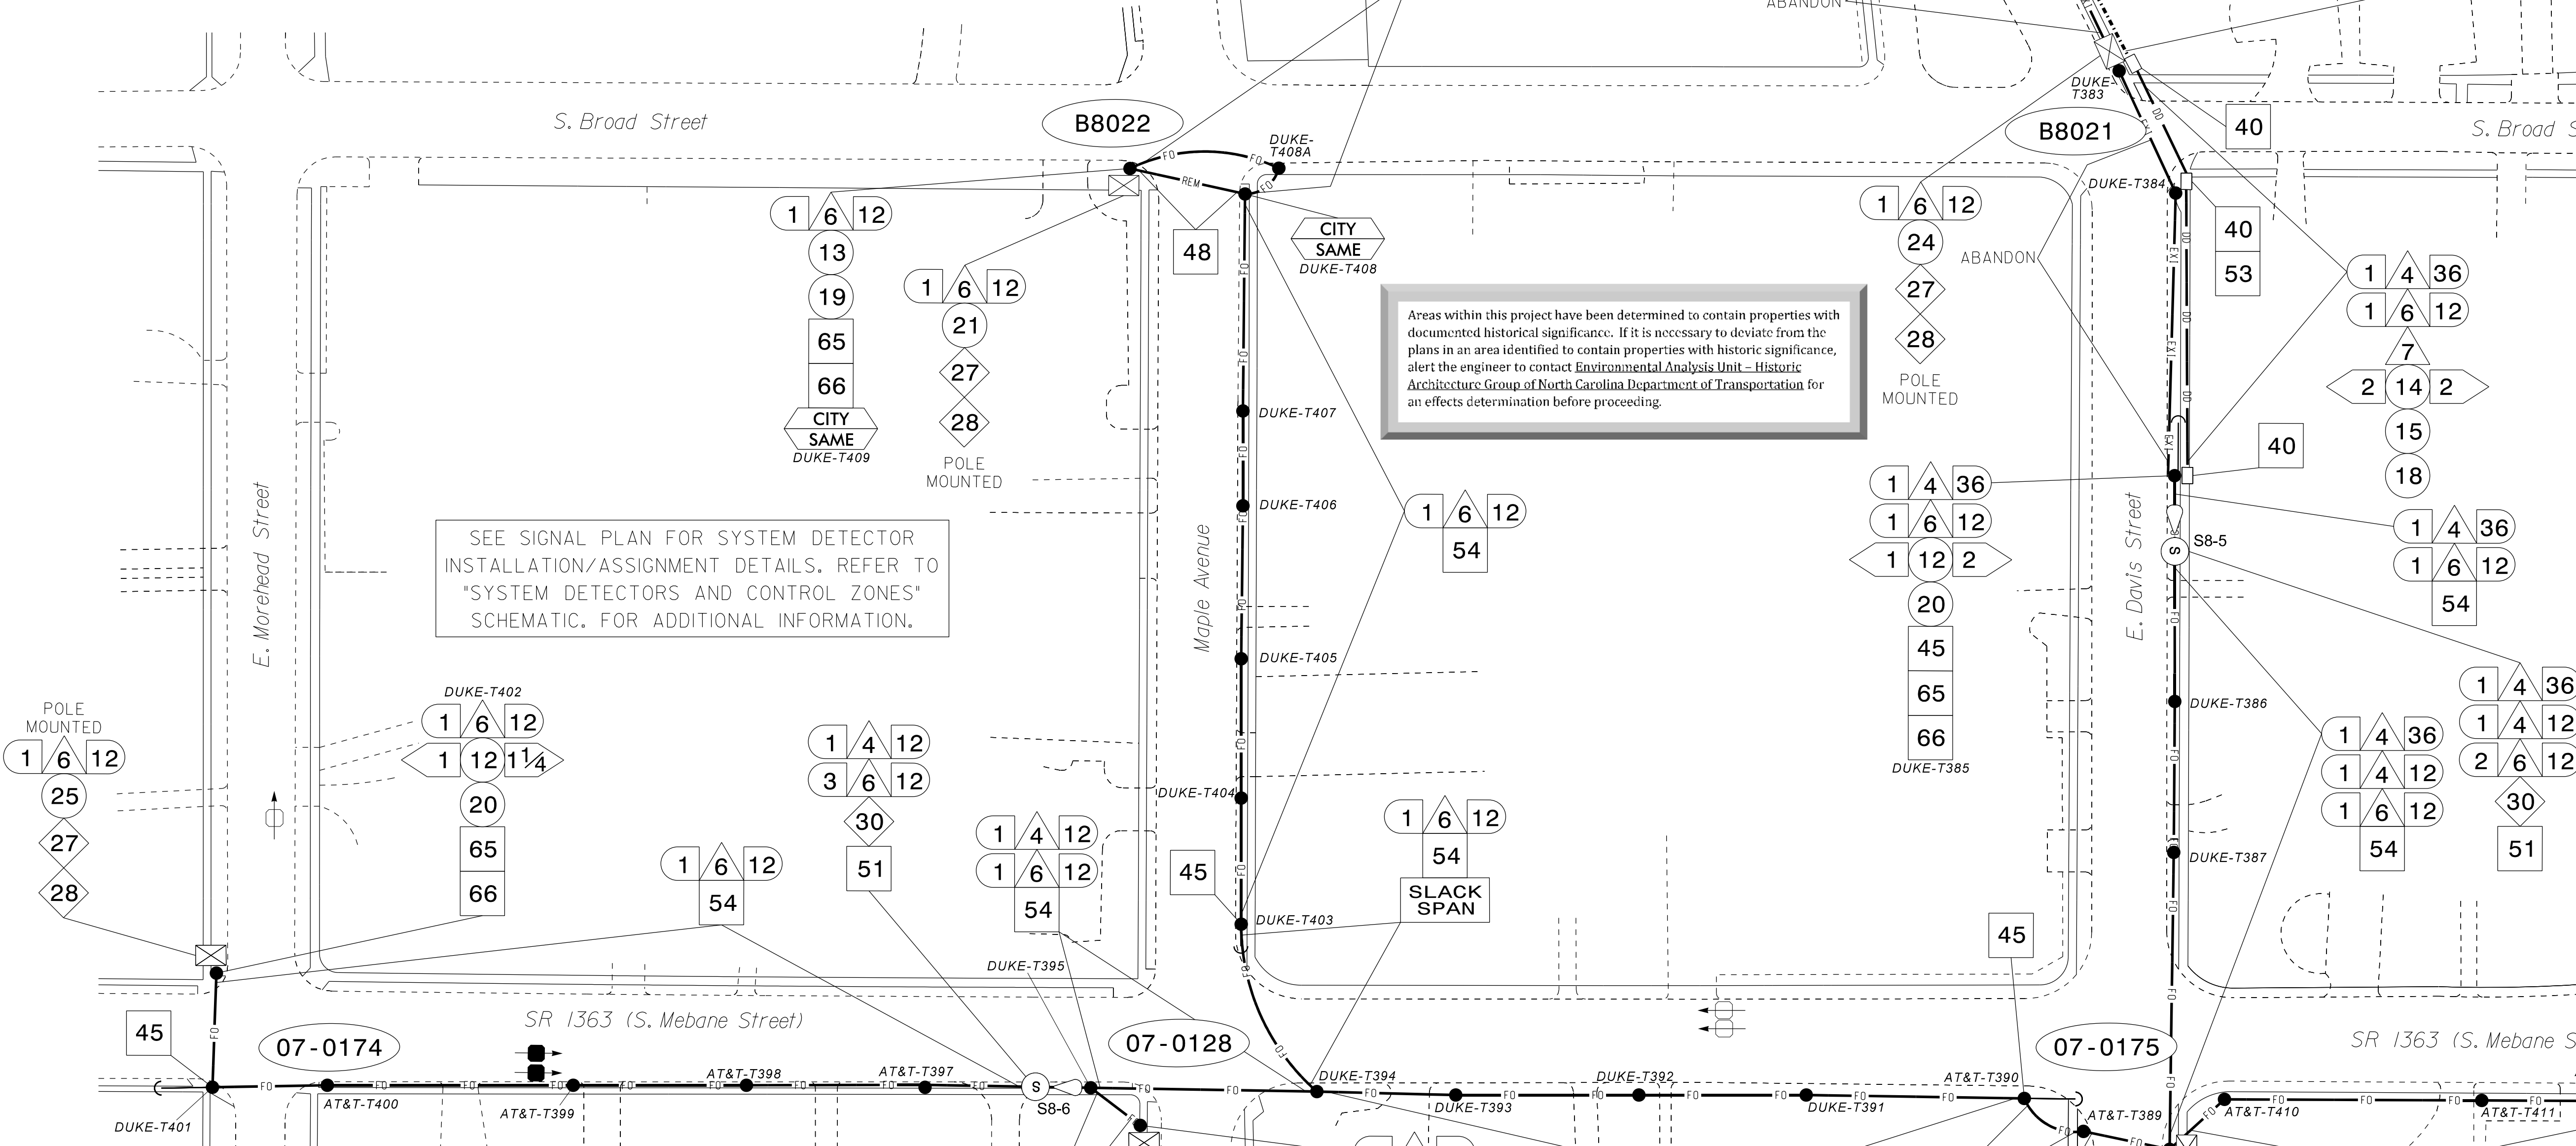 ABANDON
S. Broad Street
B8022
DUKE-
T408A
FO
FO
REM
FO
48
CITY
SAME
DUKE-T408
1 6 12
13
19
65
66
CITY
SAME
DUKE-T409
1 6 12
21
27
28
POLE
MOUNTED
DUKE-
T383
B8021
40
S. Broad S
DUKE-T384
1 6 12
24
27
28
POLE
MOUNTED
ABANDON
40
53
1 4 36
1 6 12
7
2 14 2
15
18
40
Areas within this project have been determined to contain properties with
documented historical significance. If it is necessary to deviate from the
plans in an area identified to contain properties with historic significance,
alert the engineer to contact Environmental Analysis Unit – Historic
Architecture Group of North Carolina Department of Transportation for
an effects determination before proceeding.
DUKE-T407
DUKE-T406
DUKE-T405
DUKE-T404
DUKE-T403
Maple Avenue
E. Morehead Street
E. Davis Street
SEE SIGNAL PLAN FOR SYSTEM DETECTOR
INSTALLATION/ASSIGNMENT DETAILS. REFER TO
"SYSTEM DETECTORS AND CONTROL ZONES"
SCHEMATIC. FOR ADDITIONAL INFORMATION.
1 6 12
54
1 4 36
1 6 12
1 12 2
20
45
65
66
DUKE-T385
1 4 36
1 6 12
54
S
S8-5
DUKE-T386
DUKE-T387
1 4 36
1 4 12
1 6 12
54
1 4 36
1 4 12
2 6 12
30
51
POLE
MOUNTED
1 6 12
25
27
28
DUKE-T402
1 6 12
1 12 1 1/4
20
65
66
1 6 12
54
1 4 12
3 6 12
30
51
1 4 12
1 6 12
54
45
1 6 12
54
SLACK
SPAN
45
DUKE-T395
SR 1363 (S. Mebane Street)
SR 1363 (S. Mebane S
45
07-0174
07-0128
07-0175
DUKE-T401
AT&T-T400
AT&T-T399
AT&T-T398
AT&T-T397
S
S8-6
DUKE-T394
DUKE-T393
DUKE-T392
DUKE-T391
AT&T-T390
AT&T-T389
AT&T-T410
AT&T-T411